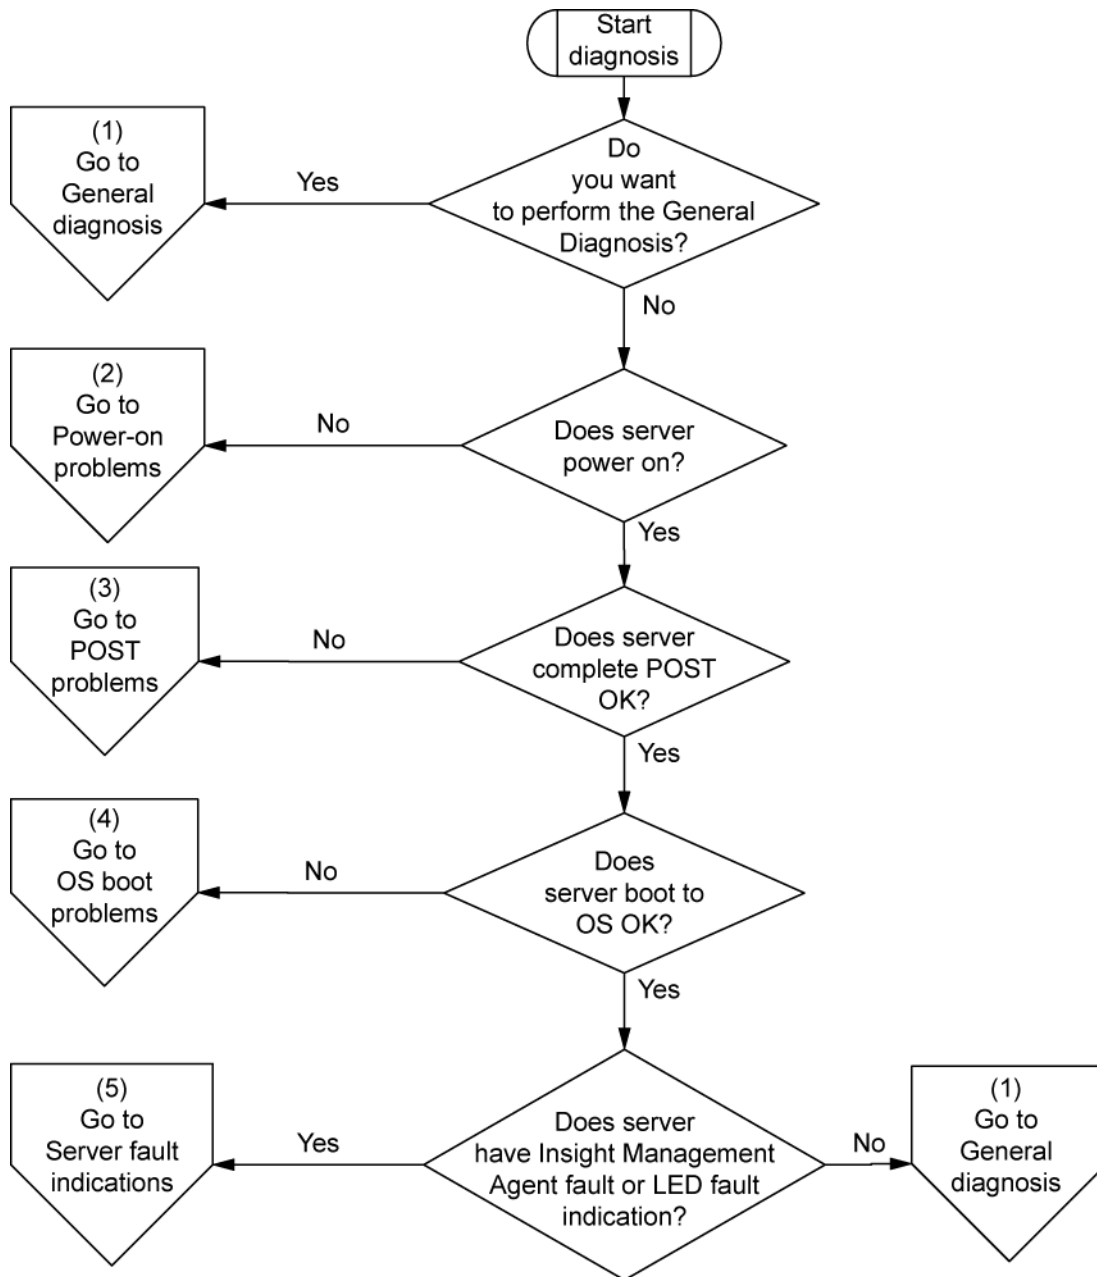 Start
diagnosis
Do
you want
to perform the General
Diagnosis?
Yes
(1)
Go to
General
diagnosis
No
Does server
power on?
No
(2)
Go to
Power-on
problems
Yes
Does server
complete POST
OK?
No
(3)
Go to
POST
problems
Yes
Does
server boot to
OS OK?
No
(4)
Go to
OS boot
problems
Yes
Does server
have Insight Management
Agent fault or LED fault
indication?
Yes
(5)
Go to
Server fault
indications
No
(1)
Go to
General
diagnosis